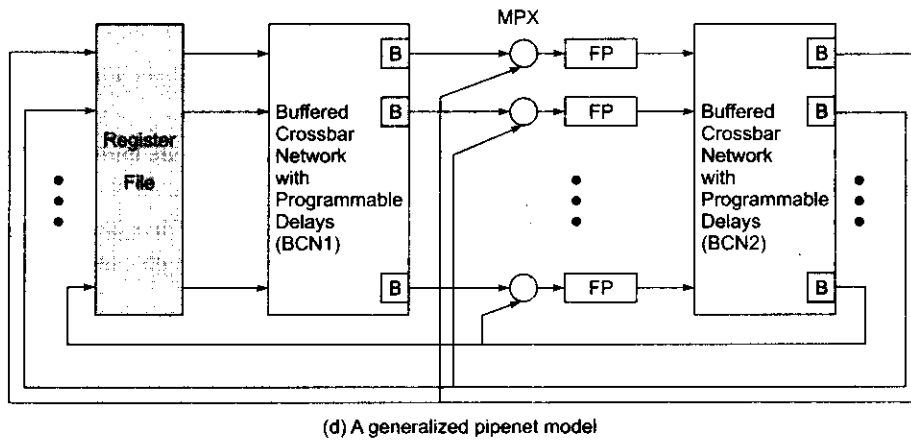 MPX
Register
File
B
B
Buffered
Crossbar
Network
with
Programmable
Delays
(BCN1)
B
FP
FP
FP
B
B
Buffered
Crossbar
Network
with
Programmable
Delays
(BCN2)
B
(d) A generalized pipenet model